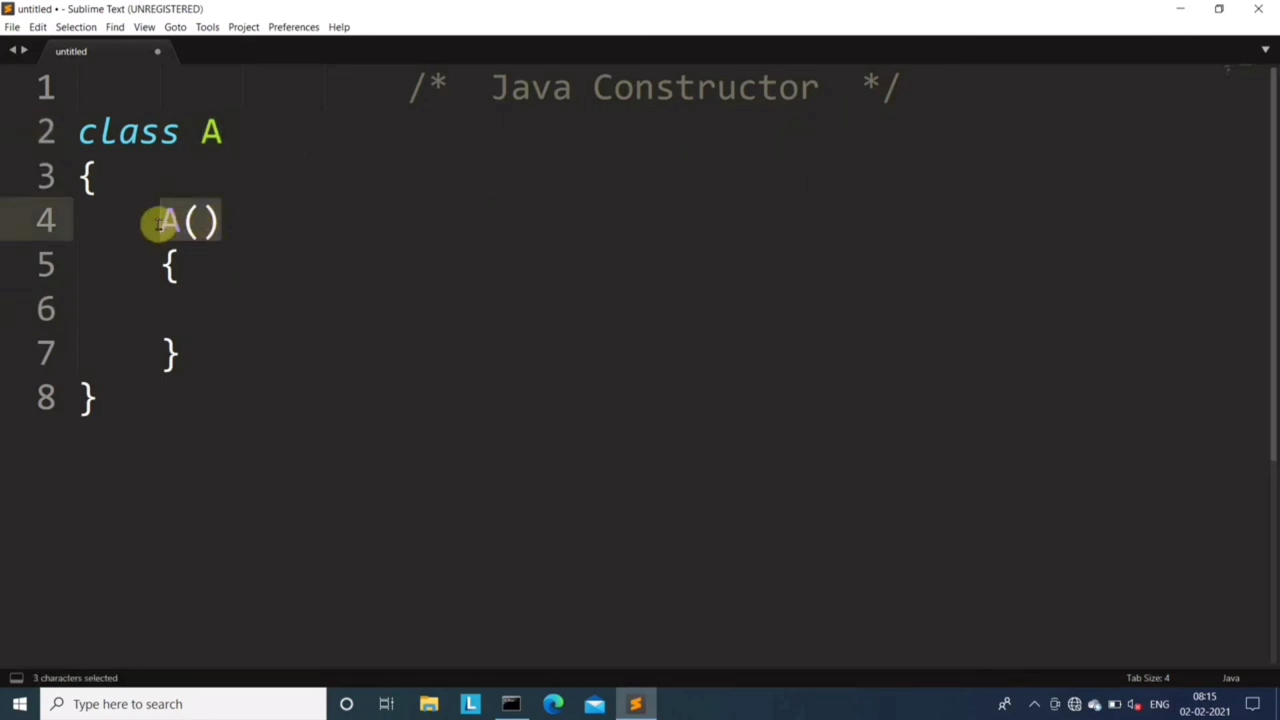 untitled • - Sublime Text (UNREGISTERED)
File Edit Selection Find View Goto Tools Project Preferences Help
untitled
1 /* Java Constructor */
2 class A
3 {
4 A()
5 {
6
7 }
8 }
3 characters selected Tab Size: 4 Java
Type here to search L ENG 08:15
02-02-2021